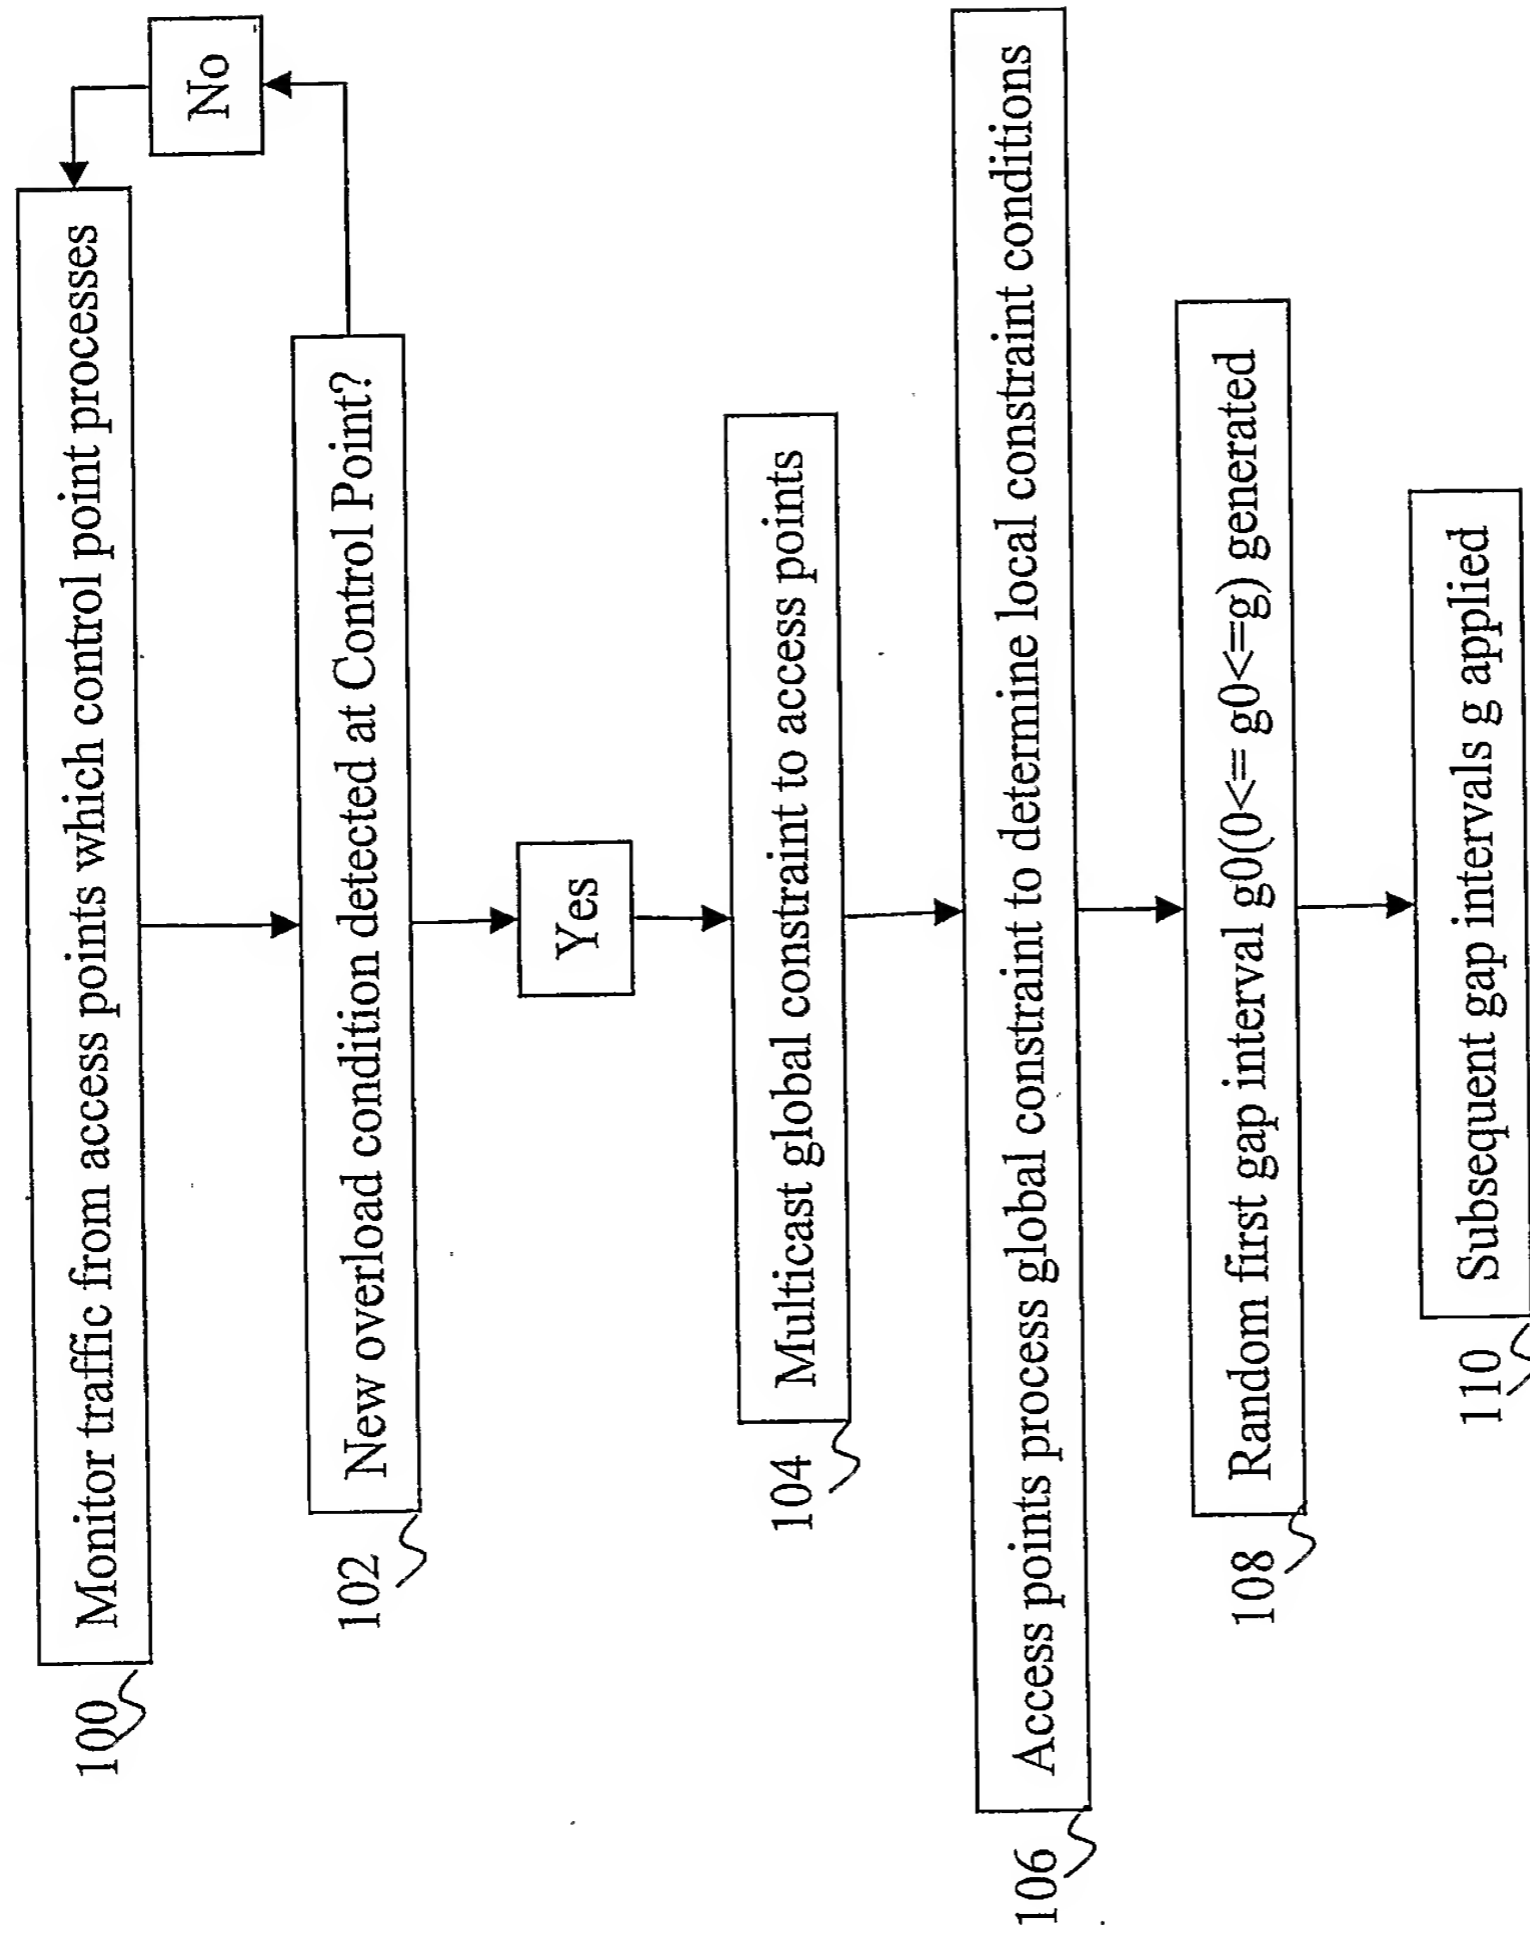 100
Monitor traffic from access points which control point processes
No
102
New overload condition detected at Control Point?
Yes
104
Multicast global constraint to access points
106
Access points process global constraint to determine local constraint conditions
108
Random first gap interval g0(0<= g0<=g) generated
110
Subsequent gap intervals g applied